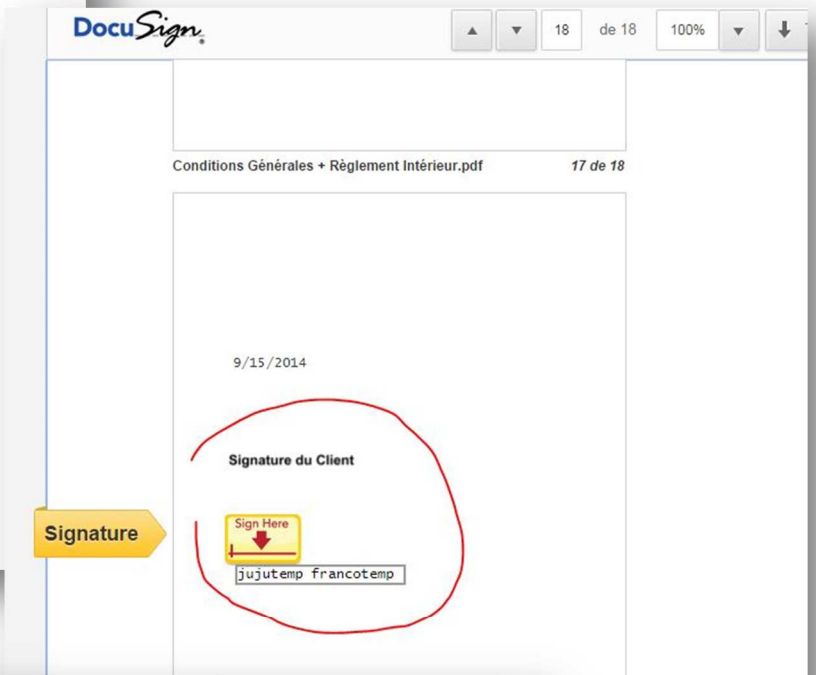 DocuSign
18 de 18 100%
Conditions Générales + Règlement Intérieur.pdf 17 de 18
9/15/2014
Signature du Client
Signature
Sign Here
jujutemp francotemp